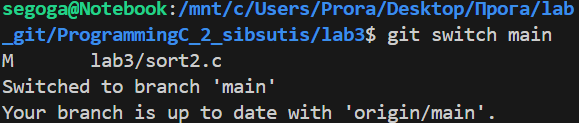 segoga@Notebook:/mnt/c/Users/Prora/Desktop/Прога/lab
_git/ProgrammingC_2_sibsutis/lab3$ git switch main
M       lab3/sort2.c
Switched to branch 'main'
Your branch is up to date with 'origin/main'.